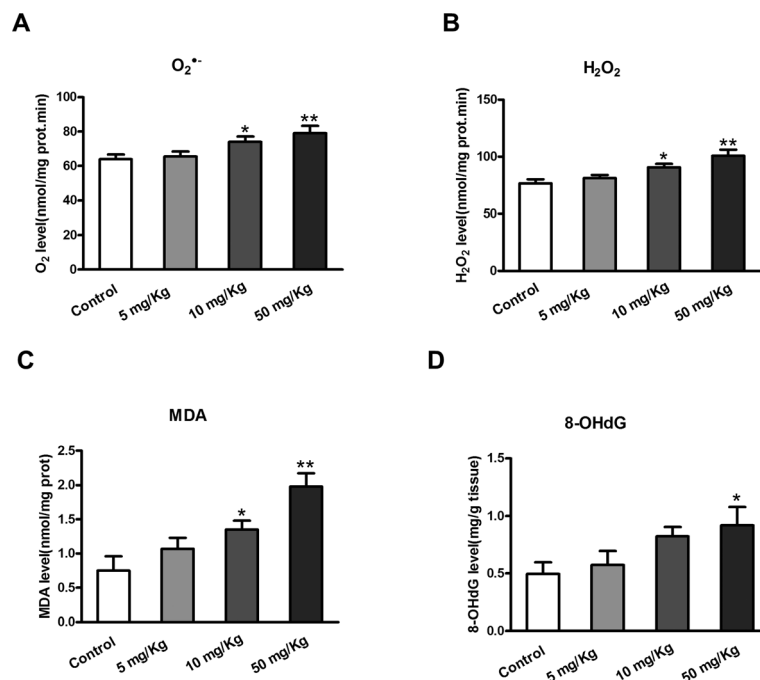 A
O₂•-
O₂ level(nmol/mg prot.min)
100
80
60
40
20
0
*
**
Control
5 mg/Kg
10 mg/Kg
50 mg/Kg
B
H₂O₂
H₂O₂ level(nmol/mg prot.min)
150
100
50
0
*
**
Control
5 mg/Kg
10 mg/Kg
50 mg/Kg
C
MDA
MDA level(nmol/mg prot)
2.5
2.0
1.5
1.0
0.5
0.0
*
**
Control
5 mg/Kg
10 mg/Kg
50 mg/Kg
D
8-OHdG
8-OHdG level(mg/g tissue)
1.5
1.0
0.5
0.0
*
Control
5 mg/Kg
10 mg/Kg
50 mg/Kg